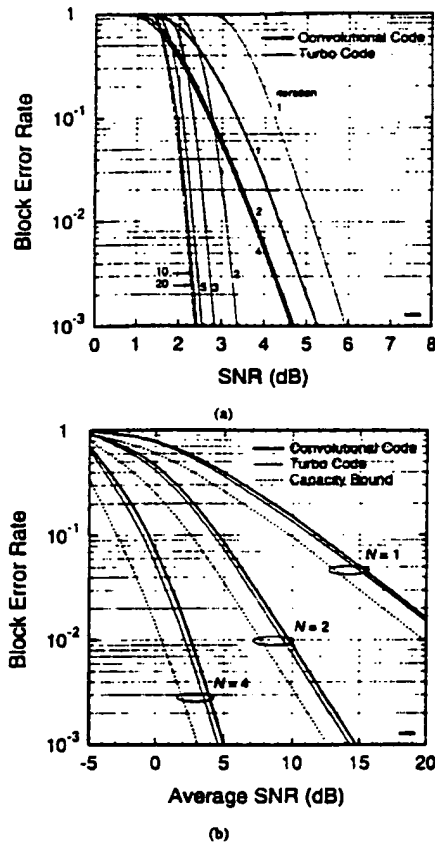 1
Convolutional Code
Turbo Code
iteration
1
10⁻¹
1
Block Error Rate
10⁻²
2
4
10
20
5
3
2
10⁻³
0 1 2 3 4 5 6 7 8
SNR (dB)
(a)
1
Convolutional Code
Turbo Code
Capacity Bound
10⁻¹
N = 1
Block Error Rate
10⁻²
N = 2
N = 4
10⁻³
-5 0 5 10 15 20
Average SNR (dB)
(b)